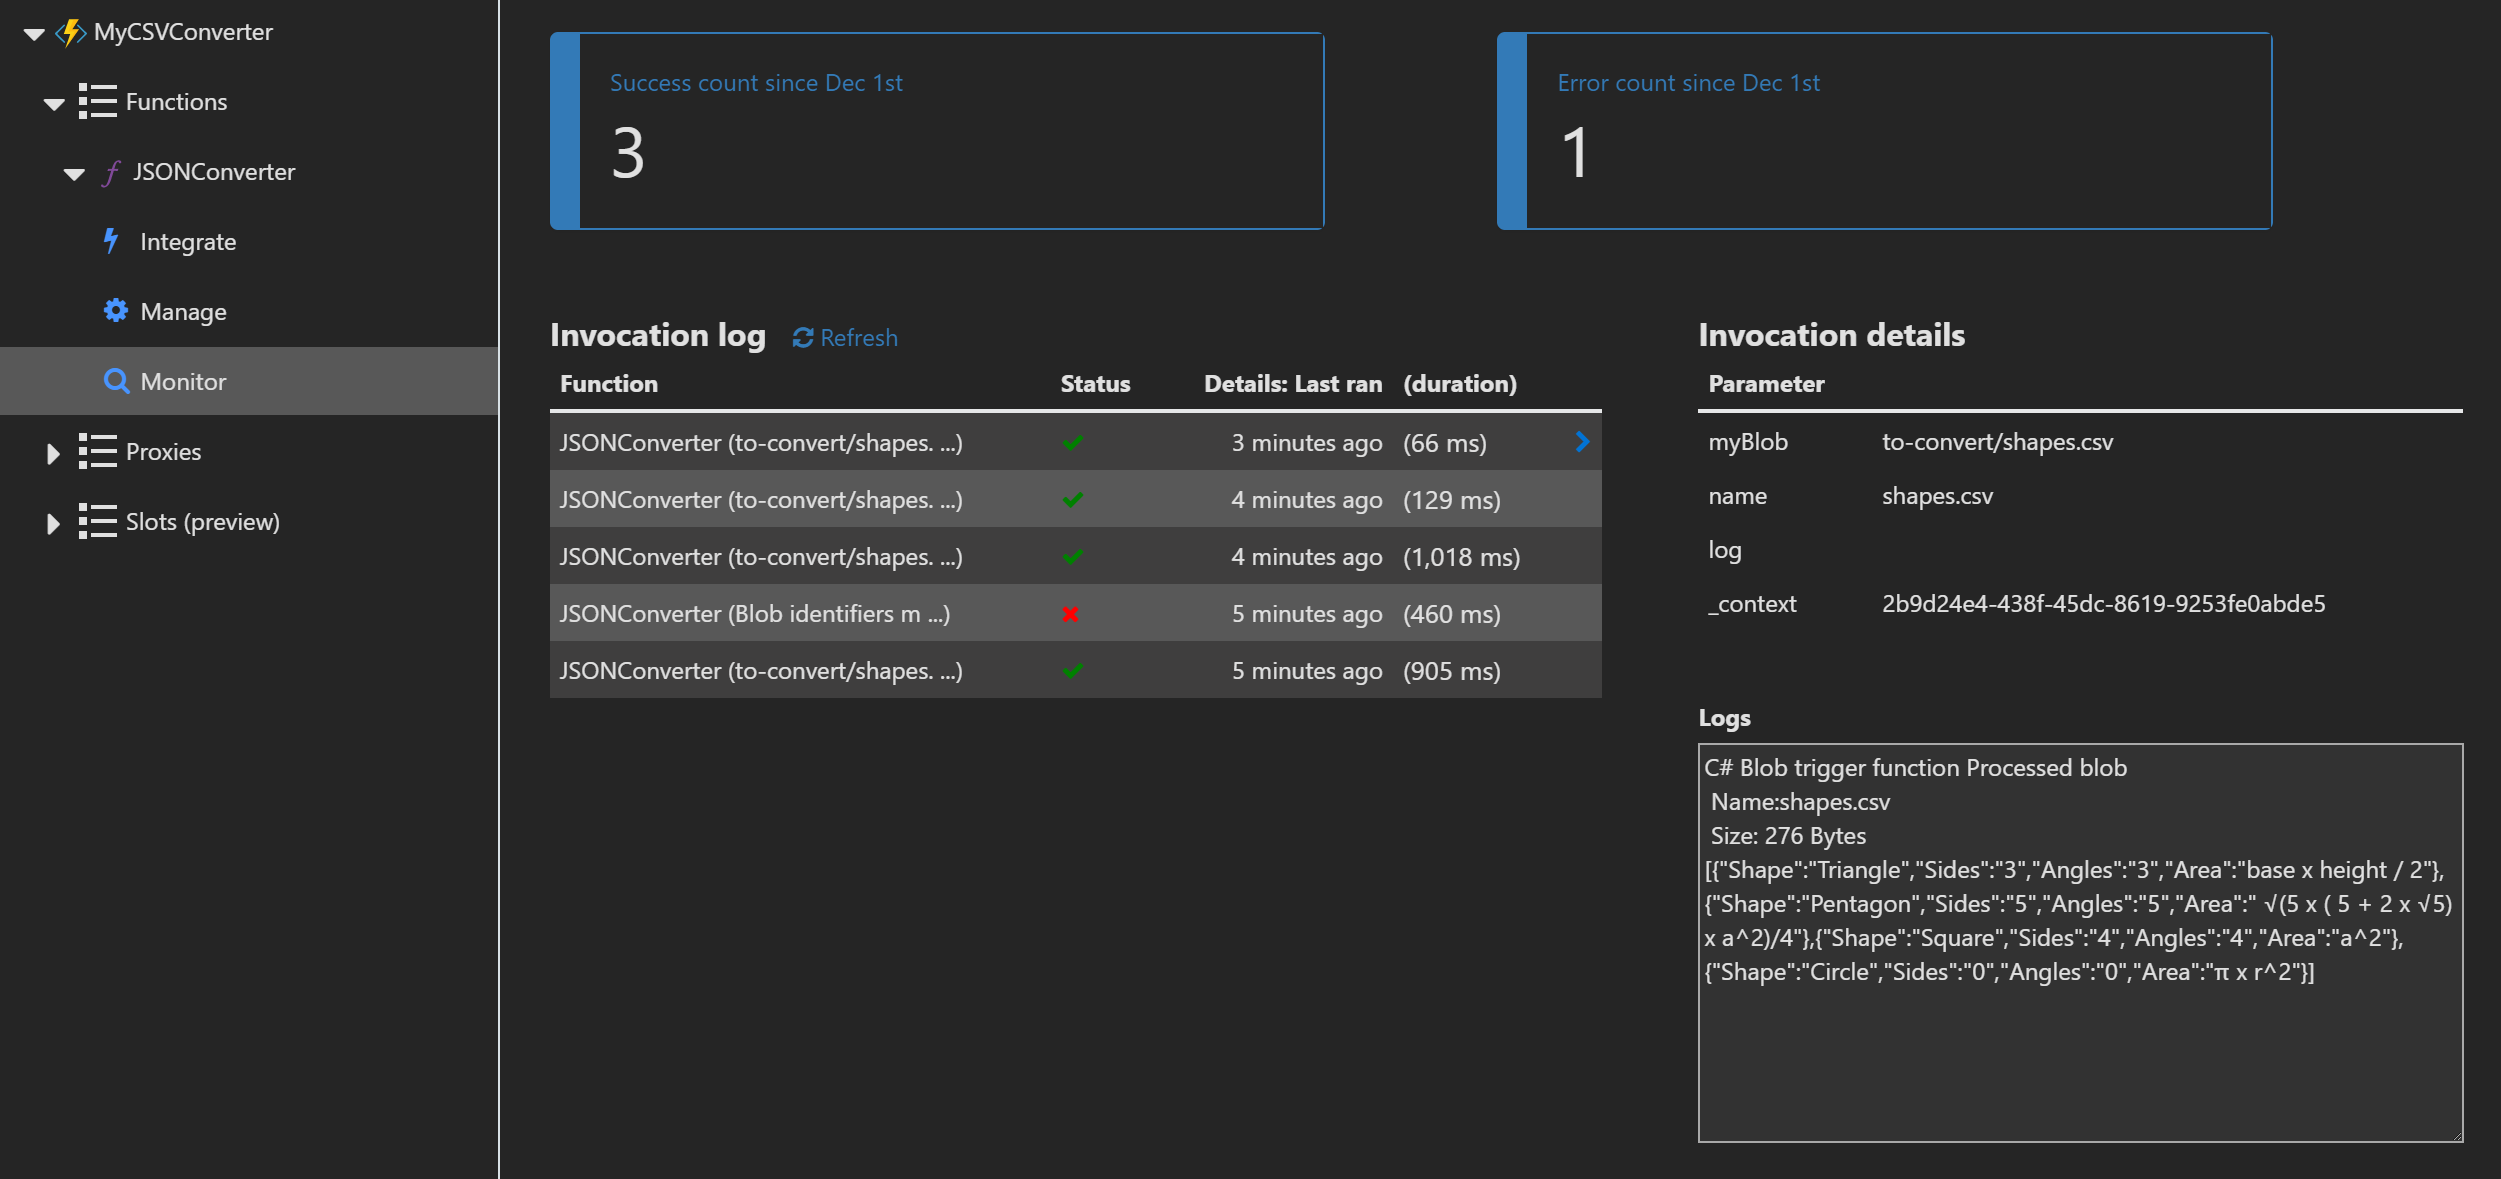 MyCSVConverter
Functions
JSONConverter
Integrate
Manage
Monitor
Proxies
Slots (preview)
Success count since Dec 1st
3
Error count since Dec 1st
1
Invocation log Refresh
Function Status Details: Last ran (duration)
JSONConverter (to-convert/shapes. ...) 3 minutes ago (66 ms)
JSONConverter (to-convert/shapes. ...) 4 minutes ago (129 ms)
JSONConverter (to-convert/shapes. ...) 4 minutes ago (1,018 ms)
JSONConverter (Blob identifiers m ...) 5 minutes ago (460 ms)
JSONConverter (to-convert/shapes. ...) 5 minutes ago (905 ms)
Invocation details
Parameter
myBlob to-convert/shapes.csv
name shapes.csv
log
_context 2b9d24e4-438f-45dc-8619-9253fe0abde5
Logs
C# Blob trigger function Processed blob
Name:shapes.csv
Size: 276 Bytes
[{"Shape":"Triangle","Sides":"3","Angles":"3","Area":"base x height / 2"},
{"Shape":"Pentagon","Sides":"5","Angles":"5","Area":" √(5 x ( 5 + 2 x √5)
x a^2)/4"},{"Shape":"Square","Sides":"4","Angles":"4","Area":"a^2"},
{"Shape":"Circle","Sides":"0","Angles":"0","Area":"π x r^2"}]